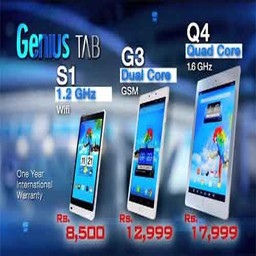 Genius TAB
S1
1.2 GHz
Wifi
G3
Dual Core
GSM
Q4
Quad Core
1.6 GHz
One Year
International
Warranty
Rs. 8,500
Rs. 12,999
Rs. 17,999